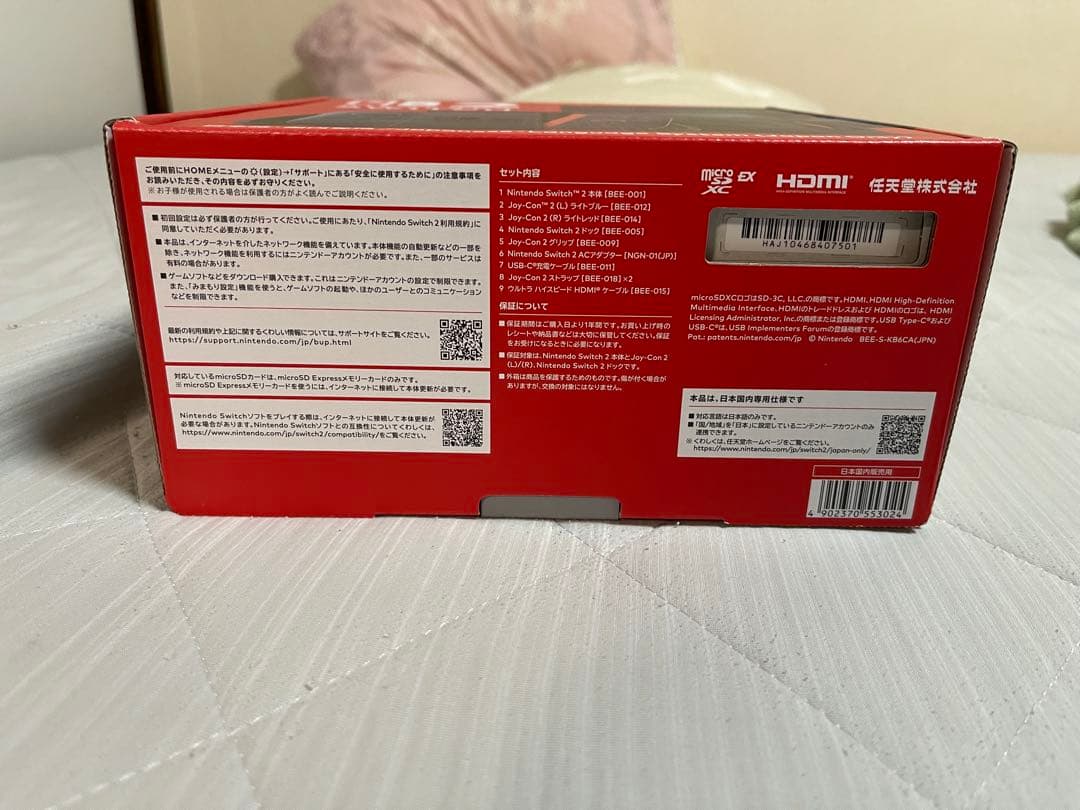 ご使用前にHOMEメニューの(設定)→「サポート」にある「安全に使用するために」の注意事項を
お読みいただき、その内容を必ずお守りください。
※お子様が使用される場合は保護者の方がよく読んでご説明ください。
■初回設定は必ず保護者の方が行ってください。ご使用にあたり、「Nintendo Switch 2 利用規約」に
同意していただく必要があります。
■本品は、インターネットを介したネットワーク機能を備えています。本体機能の自動更新などの一部を
除き、ネットワーク機能を利用するにはニンテンドーアカウントが必要です。また、一部のサービスは
有料の場合があります。
■ゲームソフトなどをダウンロード購入できます。これはニンテンドーアカウントの設定で制限できます。
また、「みまもり設定」機能を使うと、ゲームソフトの起動や、ほかのユーザーとのコミュニケーション
などを制限できます。
最新の利用規約や上記に関するくわしい情報については、サポートサイトをご覧ください。
https://support.nintendo.com/jp/bup.html
対応しているmicroSDカードは、microSD Expressメモリーカードのみです。
※microSD Expressメモリーカードを使うには、インターネットに接続して本体更新が必要です。
Nintendo Switchソフトをプレイする際は、インターネットに接続して本体更新が
必要な場合があります。Nintendo Switchソフトとの互換性についてくわしくは、
https://www.nintendo.com/jp/switch2/compatibility/をご覧ください。
セット内容
1 Nintendo Switch™ 2 本体 [BEE-001]
2 Joy-Con™ 2 (L) ライトブルー [BEE-012]
3 Joy-Con 2 (R) ライトレッド [BEE-014]
4 Nintendo Switch 2 ドック [BEE-005]
5 Joy-Con 2 グリップ [BEE-009]
6 Nintendo Switch 2 ACアダプター [NGN-01(JP)]
7 USB-C®充電ケーブル [BEE-011]
8 Joy-Con 2 ストラップ [BEE-018] ×2
9 ウルトラ ハイスピード HDMI® ケーブル [BEE-015]
保証について
■保証期間はご購入日より1年間です。お買い上げ時の
レシートや納品書などは大切に保管してください。保証
をお受けになるときに必要になります。
■保証対象は、Nintendo Switch 2 本体とJoy-Con 2
(L)/(R)、Nintendo Switch 2 ドックです。
■外箱は商品を保護するためのものです。傷が付く場合が
ありますが、交換の対象にはなりません。
micro SD XC EX HDMI® 任天堂株式会社
HAJ10468407501
microSDXCロゴはSD-3C, LLC.の商標です。HDMI、HDMI High-Definition
Multimedia Interface、HDMIのトレードドレスおよび HDMIのロゴは、HDMI
Licensing Administrator, Inc.の商標または登録商標です。USB Type-C®および
USB-C®は、USB Implementers Forumの登録商標です。
Pat.: patents.nintendo.com/jp © Nintendo BEE-S-KB6CA(JPN)
本品は、日本国内専用仕様です
■対応言語は日本語のみです。
■「国/地域」を「日本」に設定しているニンテンドーアカウントのみ
連携できます。
※くわしくは、任天堂ホームページをご覧ください。
https://www.nintendo.com/jp/switch2/japan-only/
日本国内販売用
4 902370 553024